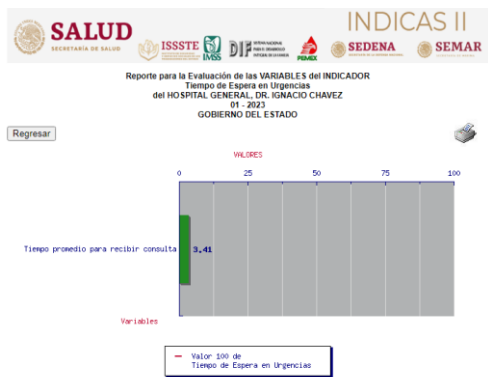 SALUD
SECRETARÍA DE SALUD
ISSSTE
IMSS
DIF
PEMEX
INDICAS II
SEDENA
SEMAR
Reporte para la Evaluación de las VARIABLES del INDICADOR
Tiempo de Espera en Urgencias
del HOSPITAL GENERAL, DR. IGNACIO CHAVEZ
01 - 2023
GOBIERNO DEL ESTADO
Regresar
VALORES
0 25 50 75 100
Tiempo promedio para recibir consulta 3.41
Variables
Valor 100 de
Tiempo de Espera en Urgencias